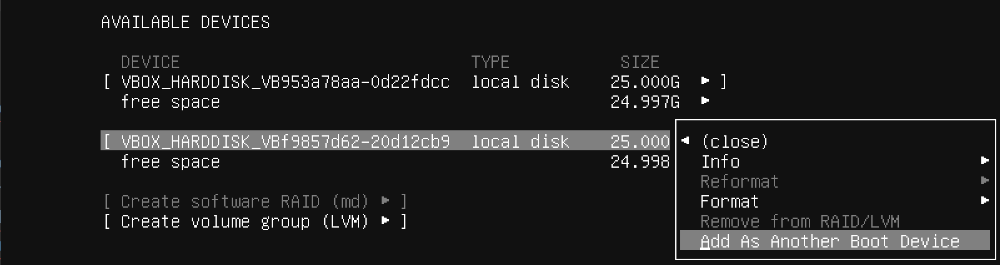 AVAILABLE DEVICES
DEVICE TYPE SIZE
[ VBOX_HARDDISK_VB953a78aa-0d22fdcc local disk 25.000G ► ]
free space 24.997G ►
[ VBOX_HARDDISK_VBf9857d62-20d12cb9 local disk 25.000
free space 24.998
[ Create software RAID (md) ► ]
[ Create volume group (LVM) ► ]
◄ (close)
Info ►
Reformat ►
Format ►
Remove from RAID/LVM
Add As Another Boot Device